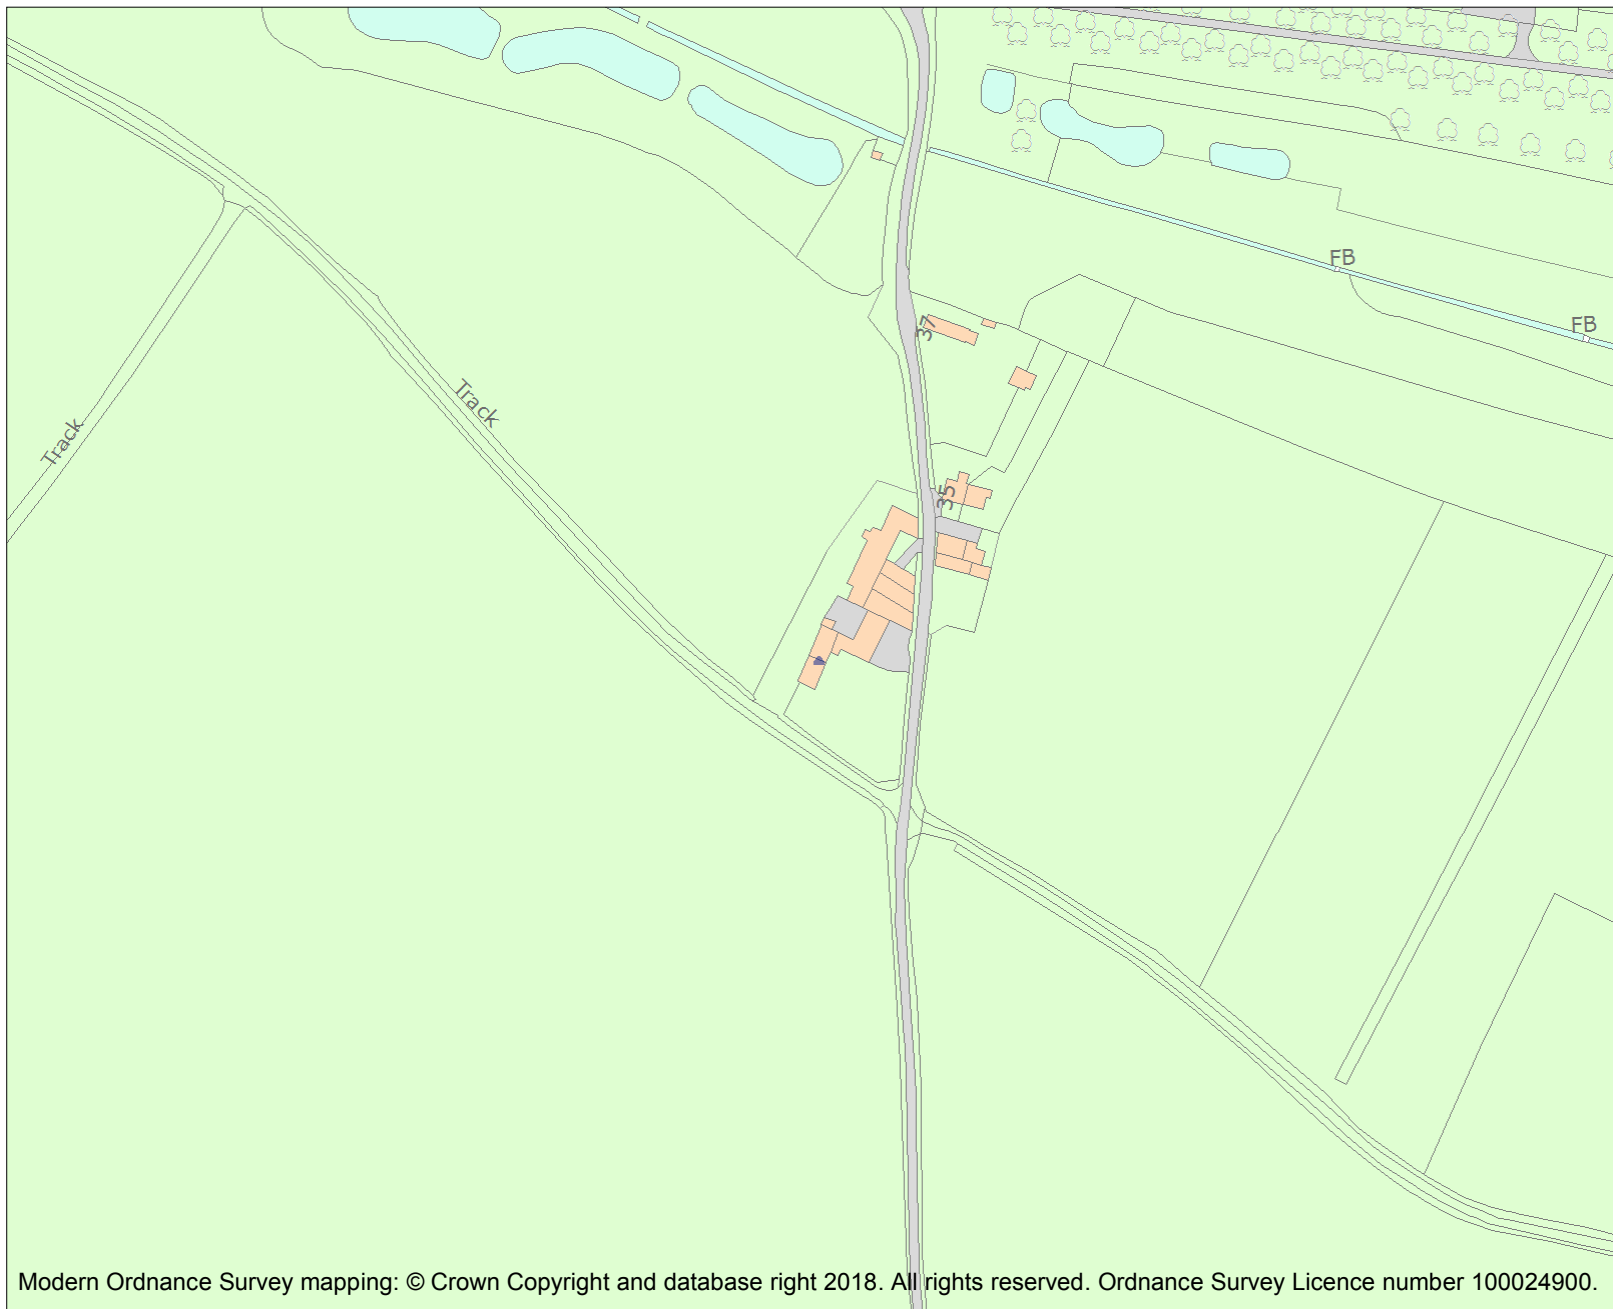 FB
FB
37
Track
Track
35
Modern Ordnance Survey mapping: © Crown Copyright and database right 2018. All rights reserved. Ordnance Survey Licence number 100024900.